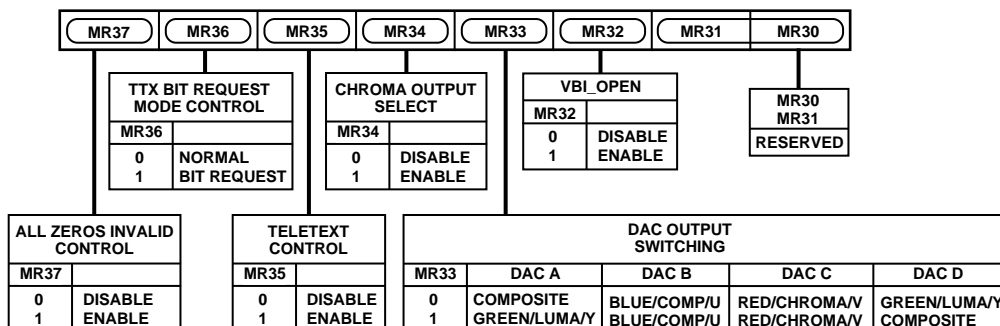 MR37 MR36 MR35 MR34 MR33 MR32 MR31 MR30
TTX BIT REQUEST
MODE CONTROL
MR36
0 NORMAL
1 BIT REQUEST
CHROMA OUTPUT
SELECT
MR34
0 DISABLE
1 ENABLE
VBI_OPEN
MR32
0 DISABLE
1 ENABLE
MR30
MR31
RESERVED
ALL ZEROS INVALID
CONTROL
MR37
0 DISABLE
1 ENABLE
TELETEXT
CONTROL
MR35
0 DISABLE
1 ENABLE
DAC OUTPUT
SWITCHING
MR33 DAC A DAC B DAC C DAC D
0 COMPOSITE BLUE/COMP/U RED/CHROMA/V GREEN/LUMA/Y
1 GREEN/LUMA/Y BLUE/COMP/U RED/CHROMA/V COMPOSITE